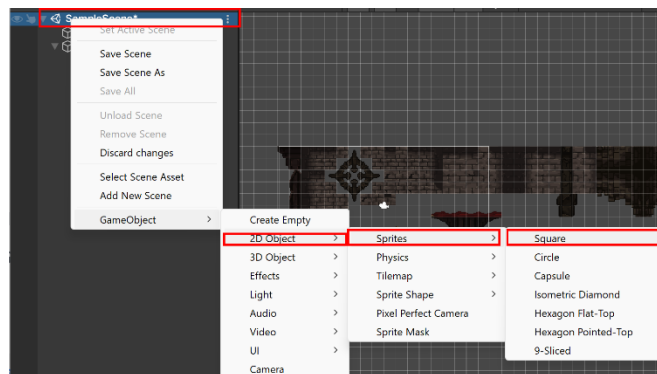 SampleScene*
Set Active Scene
Save Scene
Save Scene As
Save All
Unload Scene
Remove Scene
Discard changes
Select Scene Asset
Add New Scene
GameObject
Create Empty
2D Object
3D Object
Effects
Light
Audio
Video
UI
Camera
Sprites
Physics
Tilemap
Sprite Shape
Pixel Perfect Camera
Sprite Mask
Square
Circle
Capsule
Isometric Diamond
Hexagon Flat-Top
Hexagon Pointed-Top
9-Sliced